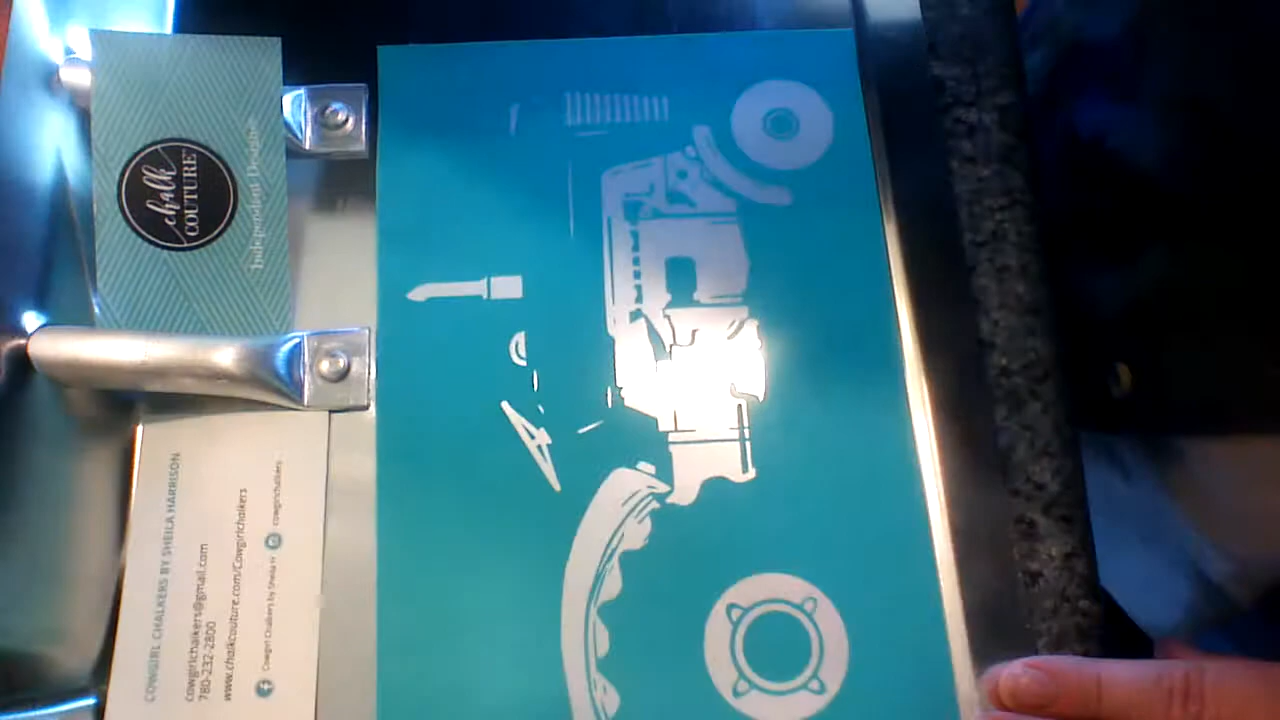 chalk
COUTURE
Independent Designer
COWGIRL CHALKERS BY SHEILA HARRISON
cowgirlchalkers@gmail.com
780-232-2800
www.chalkcouture.com/Cowgirlchalkers
Cowgirl Chalkers by Sheila H cowgirlchalkers